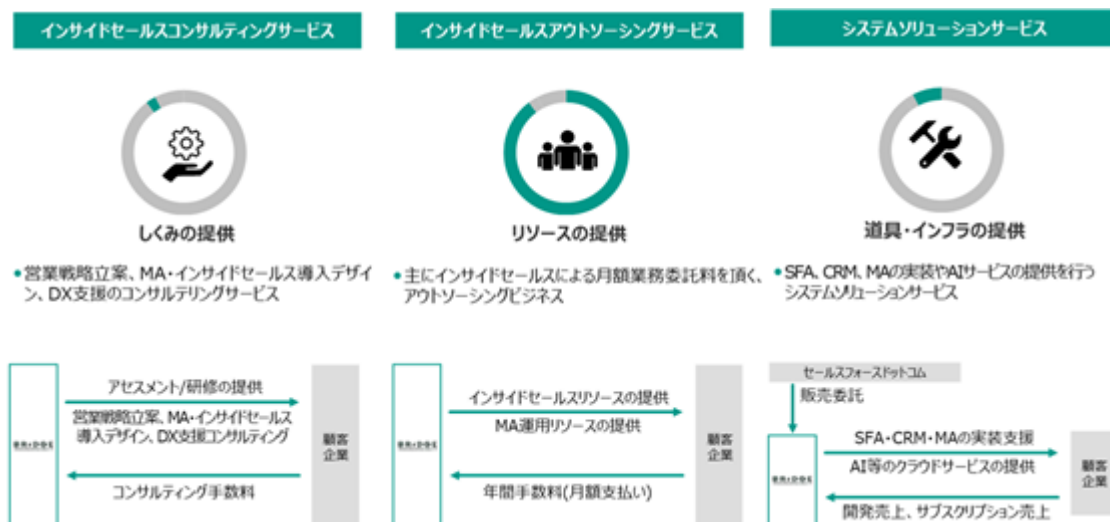 インサイドセールスコンサルティングサービス
しくみの提供
•営業戦略立案、MA・インサイドセールス導入デザイ
ン、DX支援のコンサルテリングサービス
アセスメント/研修の提供
営業戦略立案、MA・インサイドセールス
導入デザイン、DX支援コンサルティング
コンサルティング手数料
顧客
企業
インサイドセールスアウトソーシングサービス
リソースの提供
•主にインサイドセールスによる月額業務委託料を頂く、
アウトソーシングビジネス
インサイドセールスリソースの提供
MA運用リソースの提供
年間手数料(月額支払い)
顧客
企業
システムソリューションサービス
道具・インフラの提供
•SFA、CRM、MAの実装やAIサービスの提供を行う
システムソリューションサービス
セールスフォースドットコム
販売委託
SFA・CRM・MAの実装支援
AI等のクラウドサービスの提供
開発売上、サブスクリプション売上
顧客
企業